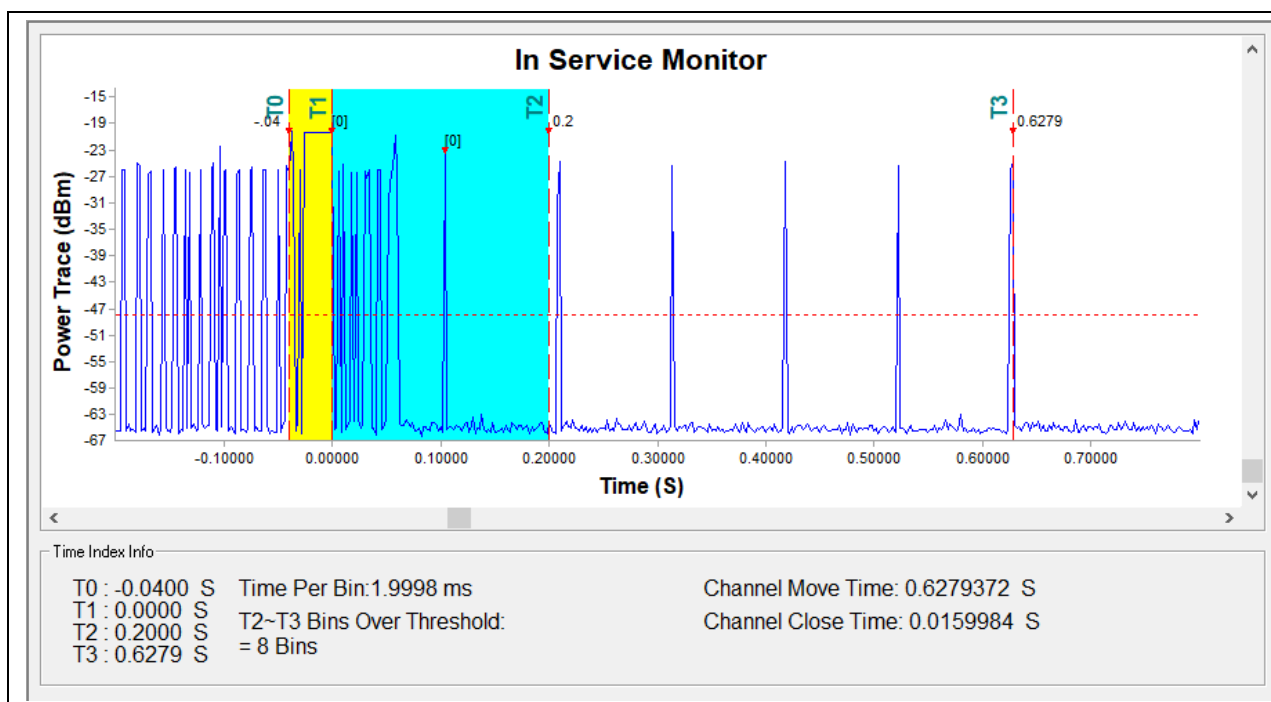 In Service Monitor
T0
T1
T2
T3
-.04
[0]
[0]
0.2
0.6279
Power Trace (dBm)
-15
-19
-23
-27
-31
-35
-39
-43
-47
-51
-55
-59
-63
-67
-0.10000 0.00000 0.10000 0.20000 0.30000 0.40000 0.50000 0.60000 0.70000
Time (S)
Time Index Info
T0 : -0.0400 S
T1 : 0.0000 S
T2 : 0.2000 S
T3 : 0.6279 S
Time Per Bin:1.9998 ms
T2~T3 Bins Over Threshold:
= 8 Bins
Channel Move Time: 0.6279372 S
Channel Close Time: 0.0159984 S